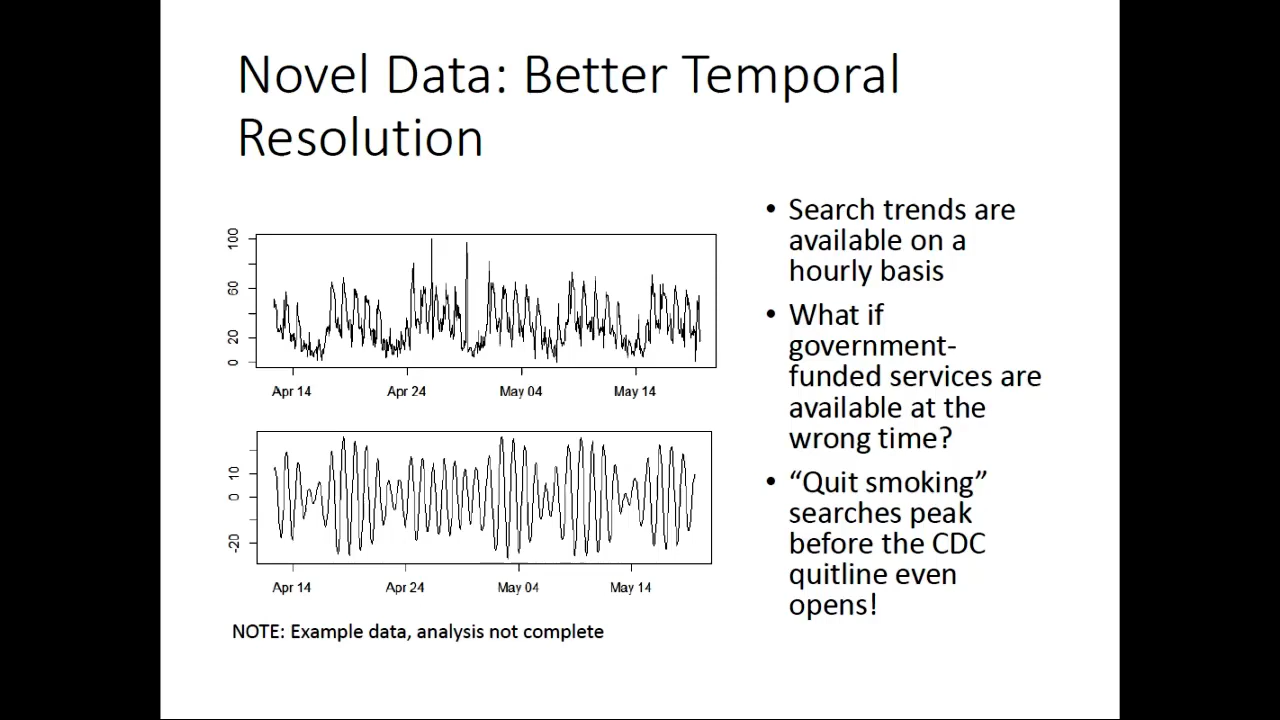 Novel Data: Better Temporal
Resolution
100
60
20
0
Apr 14
Apr 24
May 04
May 14
10
0
-20
Apr 14
Apr 24
May 04
May 14
NOTE: Example data, analysis not complete
• Search trends are
available on a
hourly basis
• What if
government-
funded services are
available at the
wrong time?
• “Quit smoking”
searches peak
before the CDC
quitline even
opens!